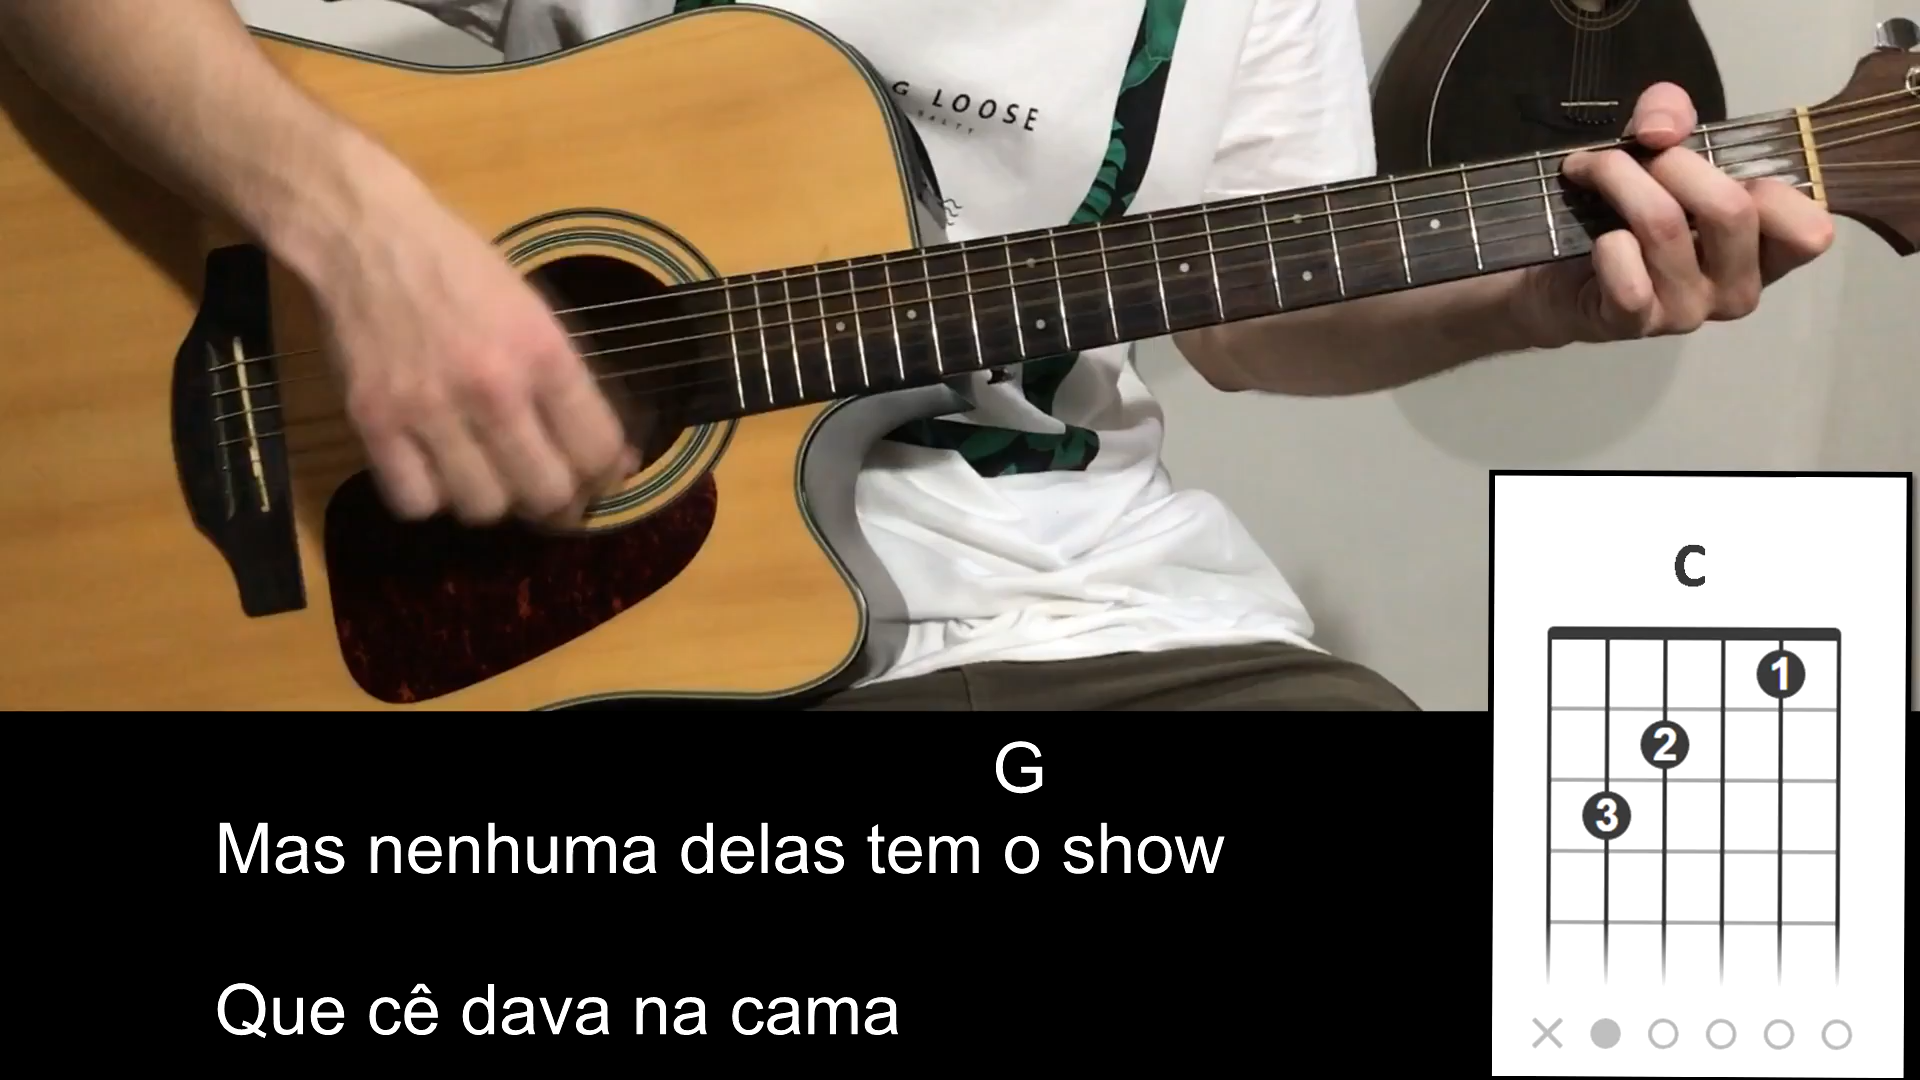 G LOOSE
C
1
2
3
G
Mas nenhuma delas tem o show
Que cê dava na cama